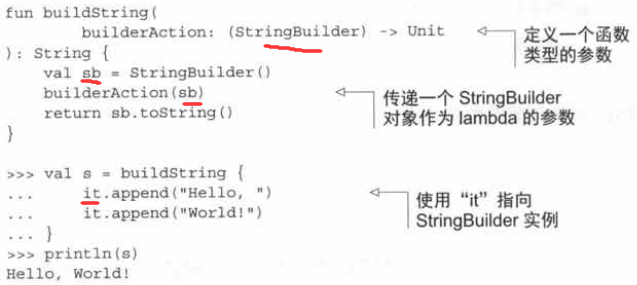 fun buildString(
builderAction: (StringBuilder) -> Unit
定义一个函数
类型的参数
): String {
val sb = StringBuilder()
builderAction(sb)
传递一个 StringBuilder
对象作为 lambda 的参数
return sb.toString()
}
>>> val s = buildString {
... it.append("Hello, ")
使用“it”指向
StringBuilder 实例
... it.append("World!")
... }
>>> println(s)
Hello, World!